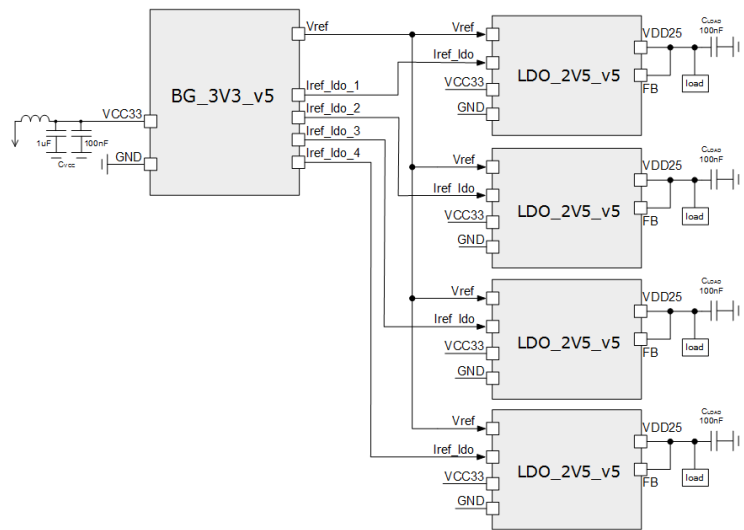 Vref
Iref_ldo_1
Iref_ldo_2
Iref_ldo_3
Iref_ldo_4
BG_3V3_v5
VCC33
GND
1uF
100nF
CVCC
Vref
Iref_ldo
VCC33
GND
LDO_2V5_v5
VDD25
FB
load
CLOAD
100nF
Vref
Iref_ldo
VCC33
GND
LDO_2V5_v5
VDD25
FB
load
CLOAD
100nF
Vref
Iref_ldo
VCC33
GND
LDO_2V5_v5
VDD25
FB
load
CLOAD
100nF
Vref
Iref_ldo
VCC33
GND
LDO_2V5_v5
VDD25
FB
load
CLOAD
100nF